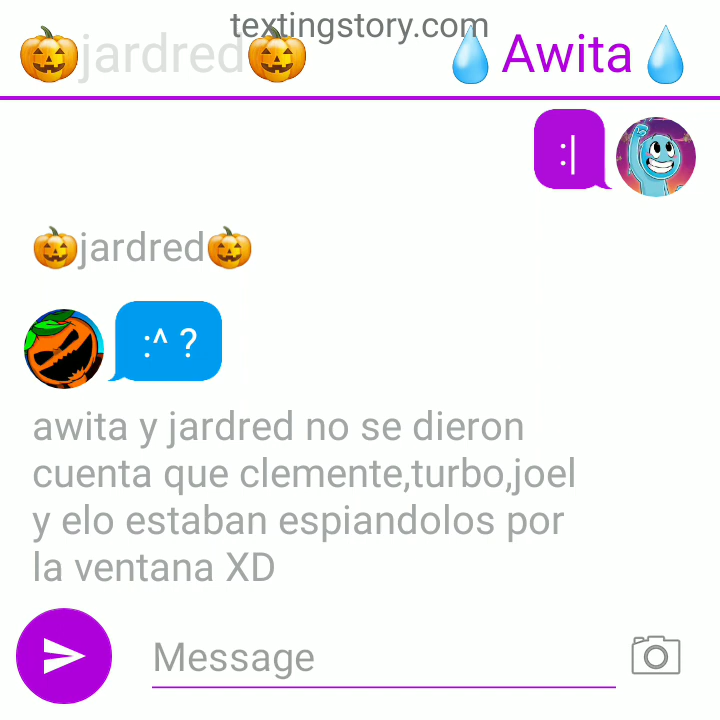 textingstory.com
🎃jardred🎃 💧Awita💧
:|
🎃jardred🎃
:^ ?
awita y jardred no se dieron
cuenta que clemente,turbo,joel
y elo estaban espiandolos por
la ventana XD
Message